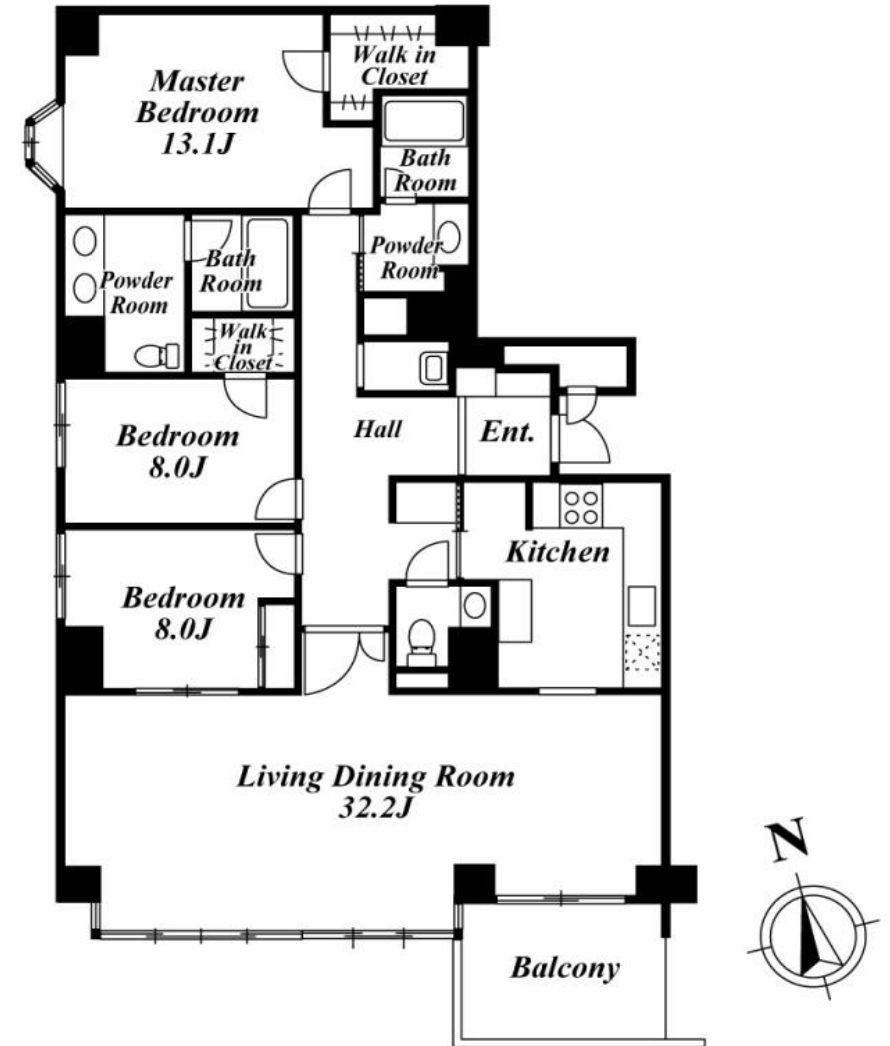 Walk in
Closet
Master
Bedroom
13.1J
Bath
Room
Powder
Room
Bath
Room
Powder
Room
Walk
in
Closet
Bedroom
8.0J
Hall
Ent.
Kitchen
Bedroom
8.0J
Living Dining Room
32.2J
N
Balcony